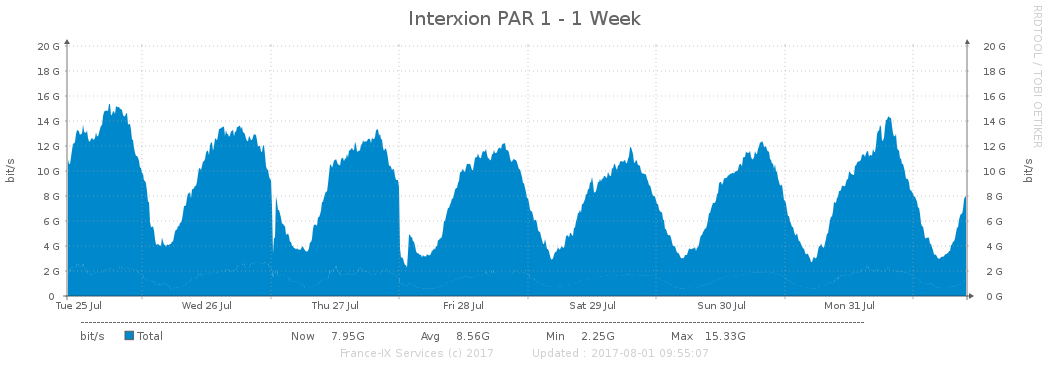 Interxion PAR 1 - 1 Week
RRDTOOL / TOBI OETIKER
20 G 20 G
18 G 18 G
16 G 16 G
14 G 14 G
12 G 12 G
10 G 10 G
8 G 8 G
6 G 6 G
4 G 4 G
2 G 2 G
0 0 G
bit/s
bit/s
Tue 25 Jul Wed 26 Jul Thu 27 Jul Fri 28 Jul Sat 29 Jul Sun 30 Jul Mon 31 Jul
bit/s Total Now 7.95G Avg 8.56G Min 2.25G Max 15.33G
France-IX Services (c) 2017 Updated : 2017-08-01 09:55:07